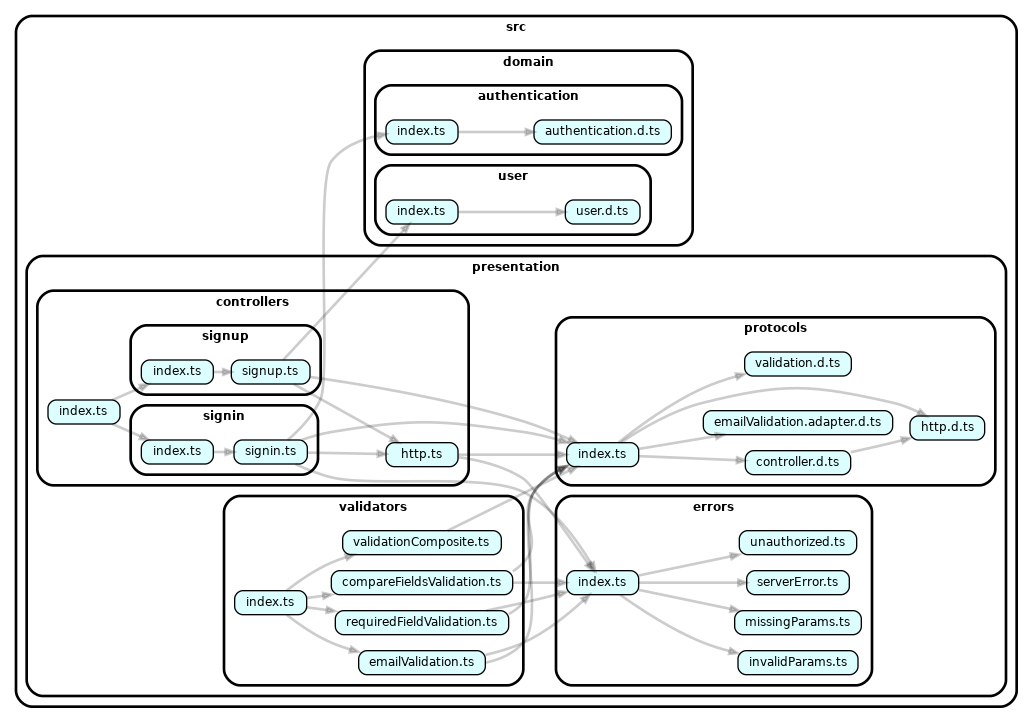 src
domain
authentication
index.ts
authentication.d.ts
user
index.ts
user.d.ts
presentation
controllers
signup
index.ts
signup.ts
index.ts
signin
index.ts
signin.ts
http.ts
protocols
validation.d.ts
emailValidation.adapter.d.ts
http.d.ts
index.ts
controller.d.ts
validators
validationComposite.ts
compareFieldsValidation.ts
index.ts
requiredFieldValidation.ts
emailValidation.ts
errors
unauthorized.ts
index.ts
serverError.ts
missingParams.ts
invalidParams.ts